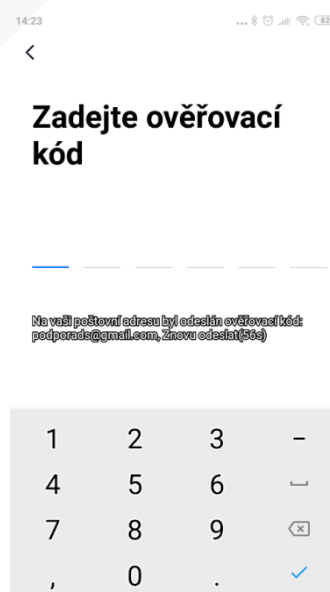 14:23
82
Zadejte ověřovací
kód
Na vaši poštovní adresu byl odeslán ověřovací kód:
podporads@gmail.com, Znovu odeslat(56s)
1 2 3 -
4 5 6
7 8 9
, 0 .